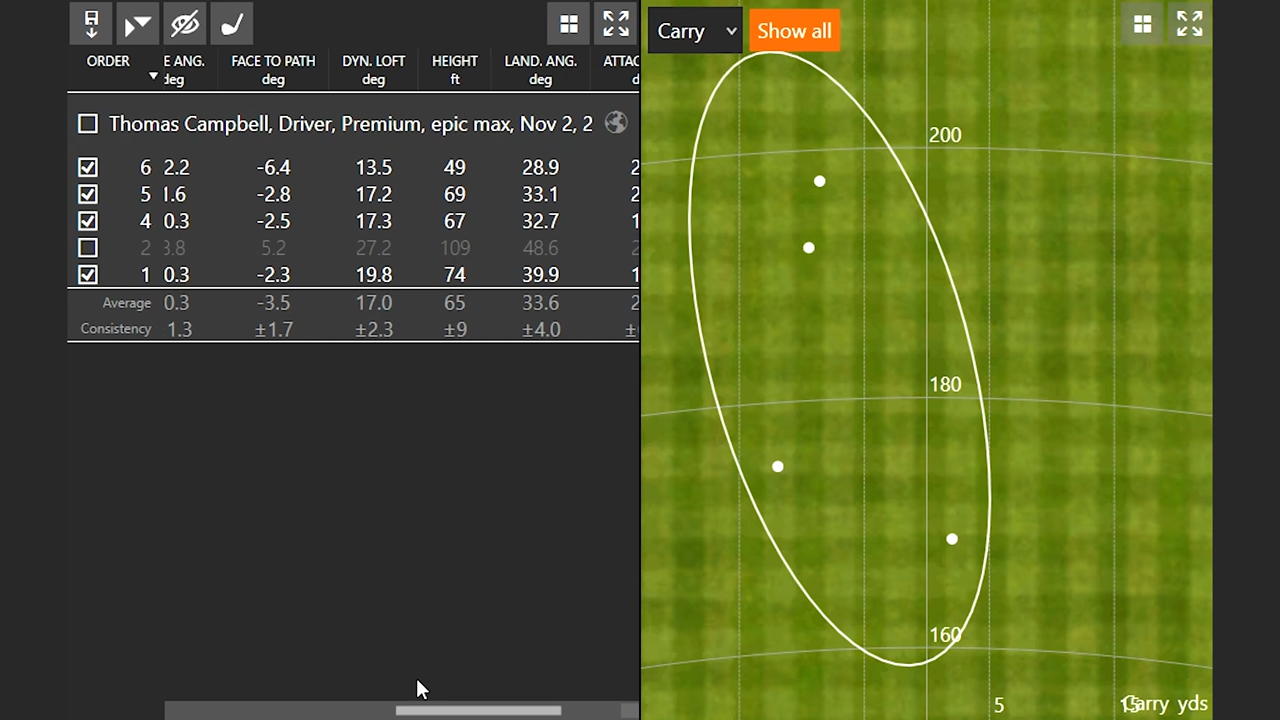 ORDER E ANG. FACE TO PATH DYN. LOFT HEIGHT LAND. ANG. ATTAC
deg deg deg ft deg d
Thomas Campbell, Driver, Premium, epic max, Nov 2, 2
6 2.2 -6.4 13.5 49 28.9 2
5 1.6 -2.8 17.2 69 33.1 2
4 0.3 -2.5 17.3 67 32.7 1
2 3.8 5.2 27.2 109 48.6 2
1 0.3 -2.3 19.8 74 39.9 1
Average 0.3 -3.5 17.0 65 33.6 2
Consistency 1.3 ±1.7 ±2.3 ±9 ±4.0 ±
Carry Show all
200
180
160
5 15 Carry yds